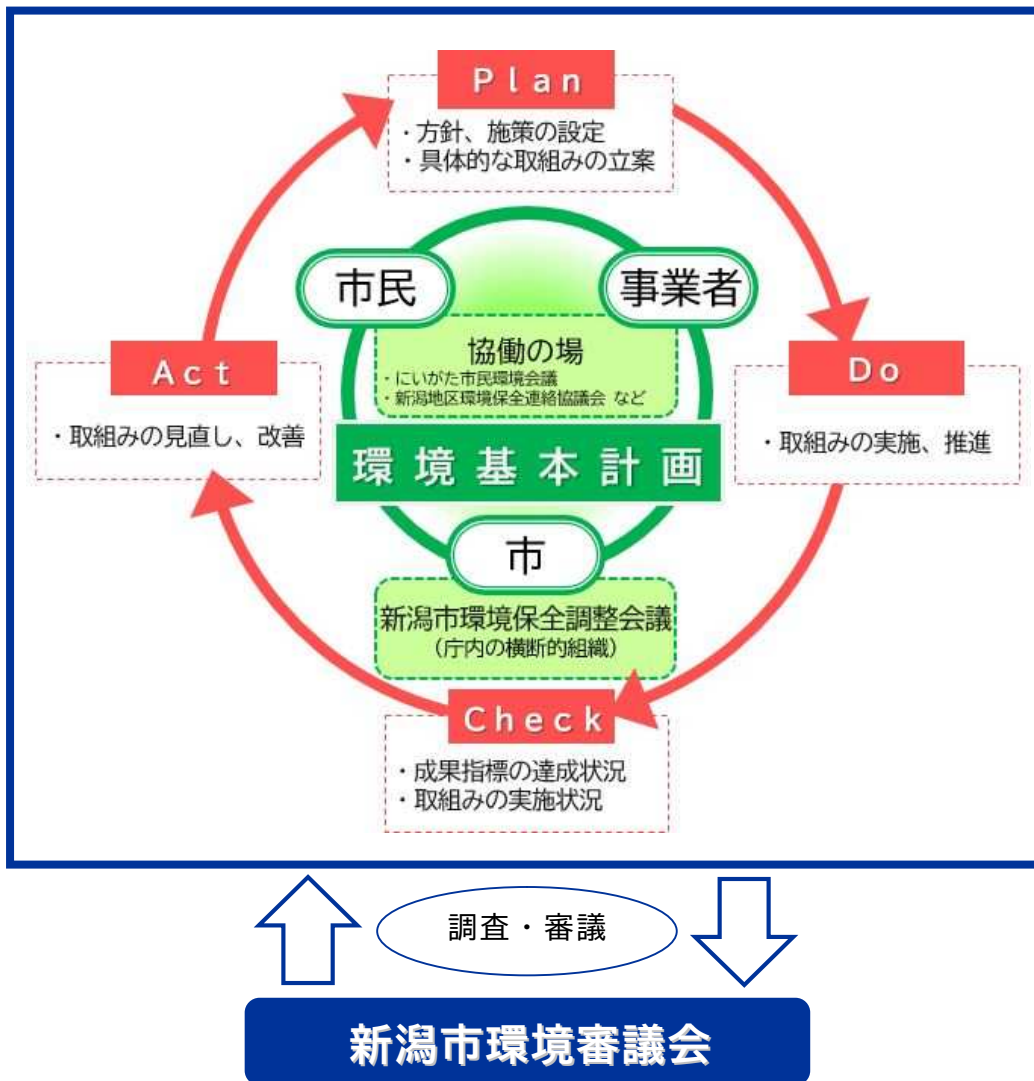 Plan
・方針、施策の設定
・具体的な取組みの立案
市民
事業者
協働の場
・にいがた市民環境会議
・新潟地区環境保全連絡協議会 など
Act
・取組みの見直し、改善
Do
・取組みの実施、推進
環境基本計画
市
新潟市環境保全調整会議
（庁内の横断的組織）
Check
・成果指標の達成状況
・取組みの実施状況
調査・審議
新潟市環境審議会